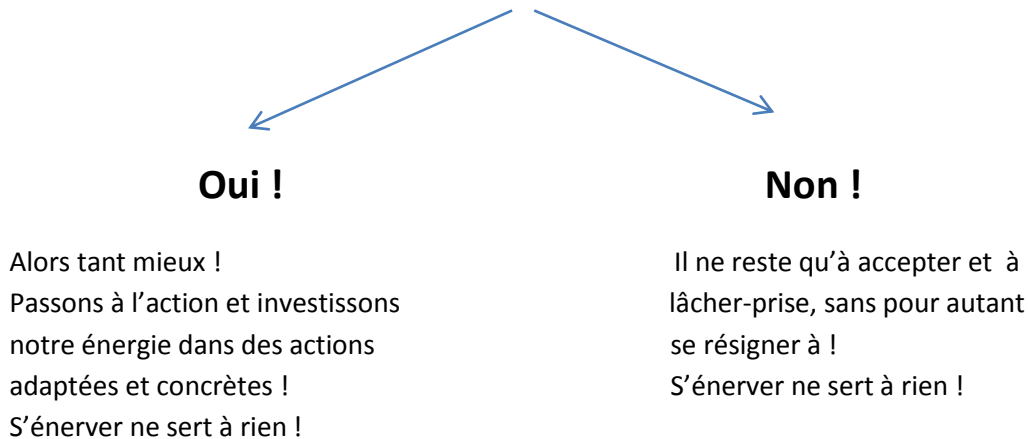 Oui !
Alors tant mieux !
Passons à l’action et investissons
notre énergie dans des actions
adaptées et concrètes !
S’énerver ne sert à rien !
Non !
Il ne reste qu’à accepter et à
lâcher-prise, sans pour autant
se résigner à !
S’énerver ne sert à rien !